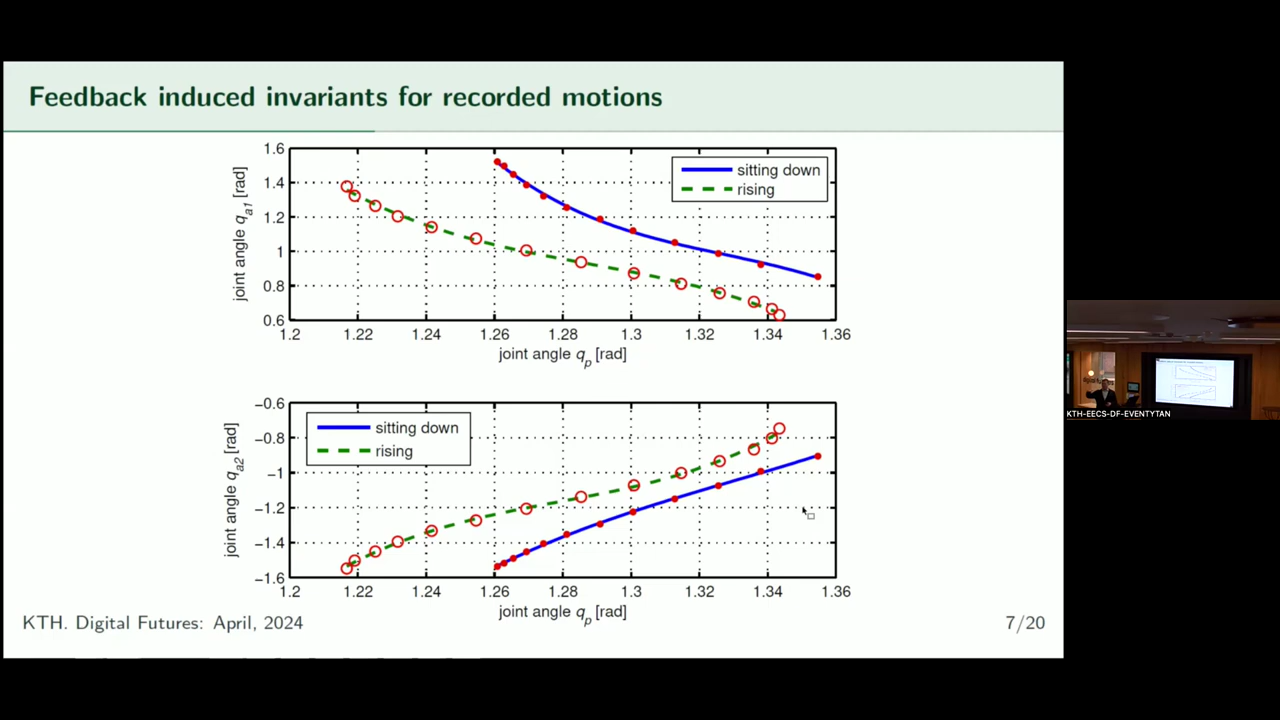 Feedback induced invariants for recorded motions
1.6
1.4
1.2
1
0.8
0.6
joint angle q_a1 [rad]
sitting down
rising
1.2
1.22
1.24
1.26
1.28
1.3
1.32
1.34
1.36
joint angle q_p [rad]
−0.6
−0.8
−1
−1.2
−1.4
−1.6
joint angle q_a2 [rad]
sitting down
rising
1.2
1.22
1.24
1.26
1.28
1.3
1.32
1.34
1.36
joint angle q_p [rad]
KTH. Digital Futures: April, 2024
7/20
KTH-EECS-DF-EVENTYTAN